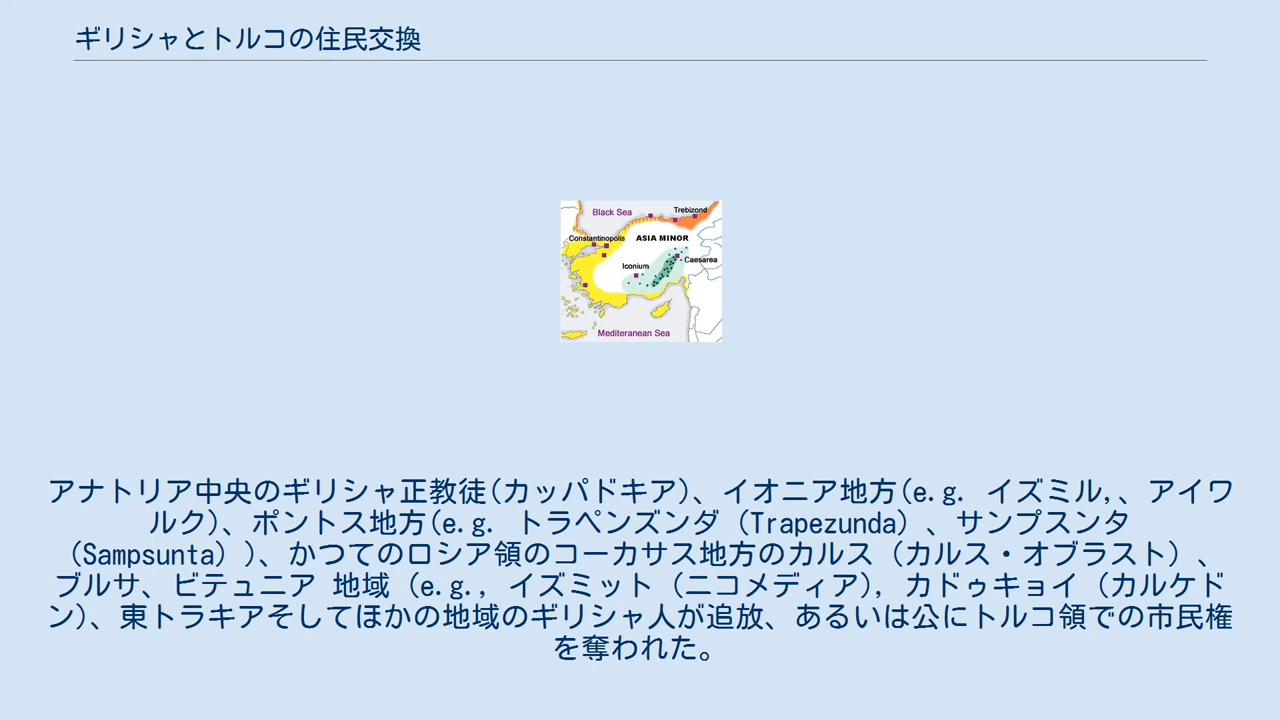 ギリシャとトルコの住民交換
Black Sea
Trebizond
Constantinopolis
ASIA MINOR
Iconium
Caesarea
Mediteranean Sea
アナトリア中央のギリシャ正教徒(カッパドキア)、イオニア地方(e.g. イズミル,、アイワ
ルク)、ポントス地方(e.g. トラペンズンダ（Trapezunda）、サンプスンタ
（Sampsunta）)、かつてのロシア領のコーカサス地方のカルス（カルス・オブラスト）、
ブルサ、ビテュニア 地域（e.g., イズミット（ニコメディア), カドゥキョイ（カルケド
ン)、東トラキアそしてほかの地域のギリシャ人が追放、あるいは公にトルコ領での市民権
を奪われた。